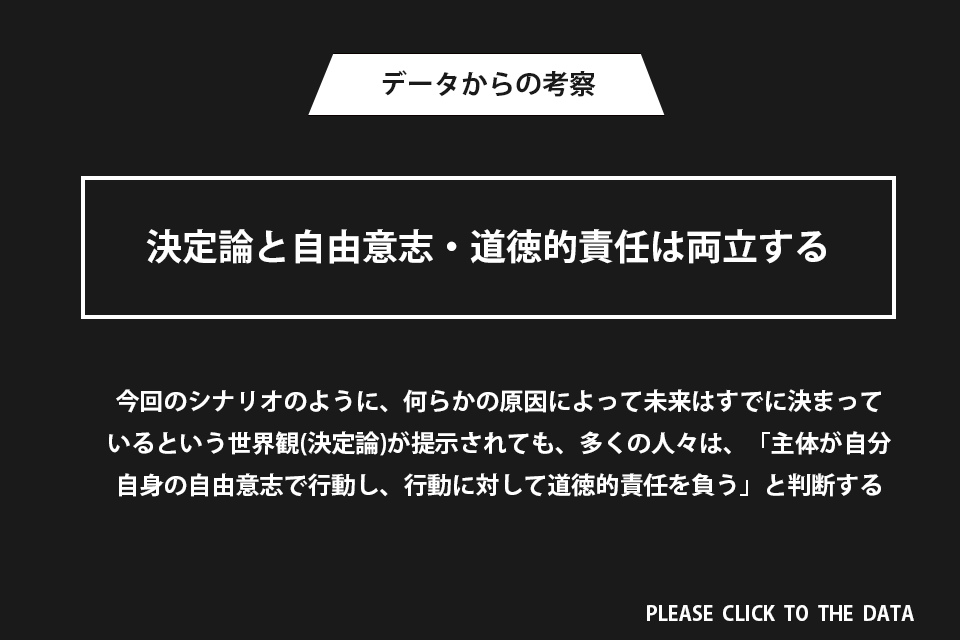 データからの考察
決定論と自由意志・道徳的責任は両立する
今回のシナリオのように、何らかの原因によって未来はすでに決まって
いるという世界観(決定論)が提示されても、多くの人々は、「主体が自分
自身の自由意志で行動し、行動に対して道徳的責任を負う」と判断する
PLEASE CLICK TO THE DATA